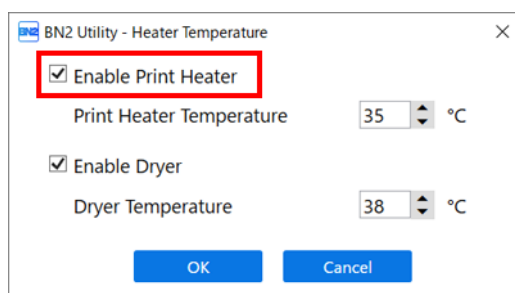 BN2 BN2 Utility - Heater Temperature
Enable Print Heater
Print Heater Temperature 35 °C
Enable Dryer
Dryer Temperature 38 °C
OK Cancel